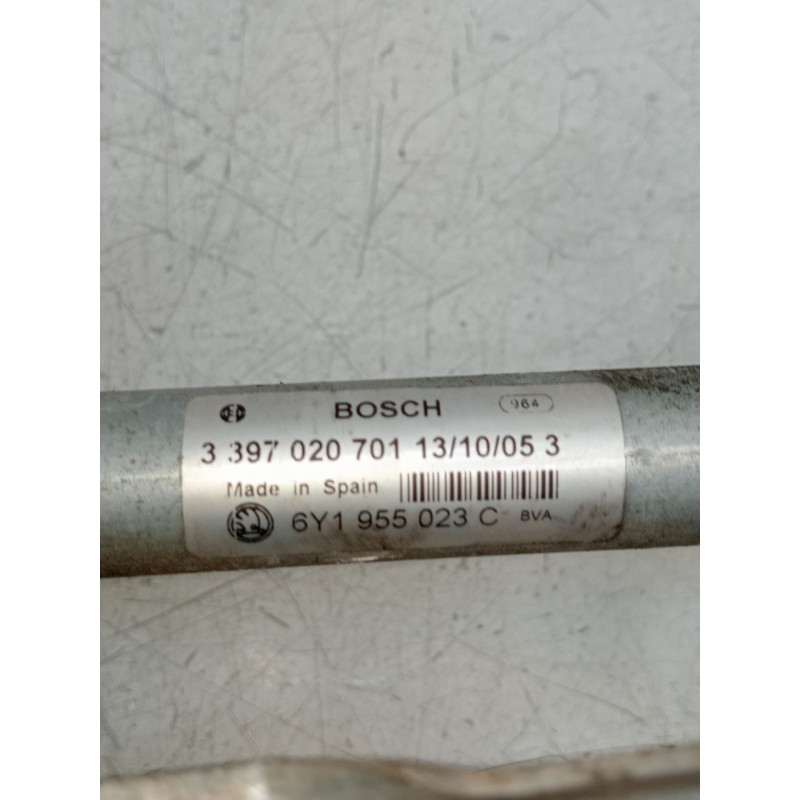 BOSCH 964
3 397 020 701 13/10/05 3
Made in Spain
6Y1 955 023 C BVA